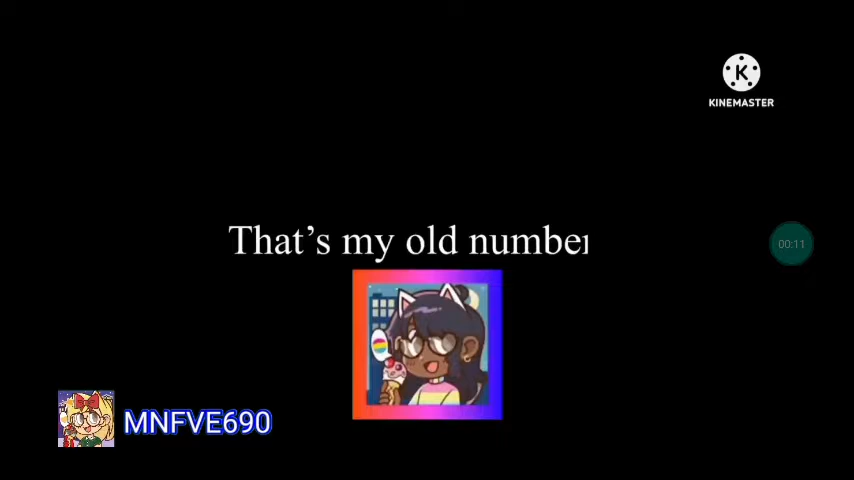 K
KINEMASTER
That's my old number
00:11
MNFVE690